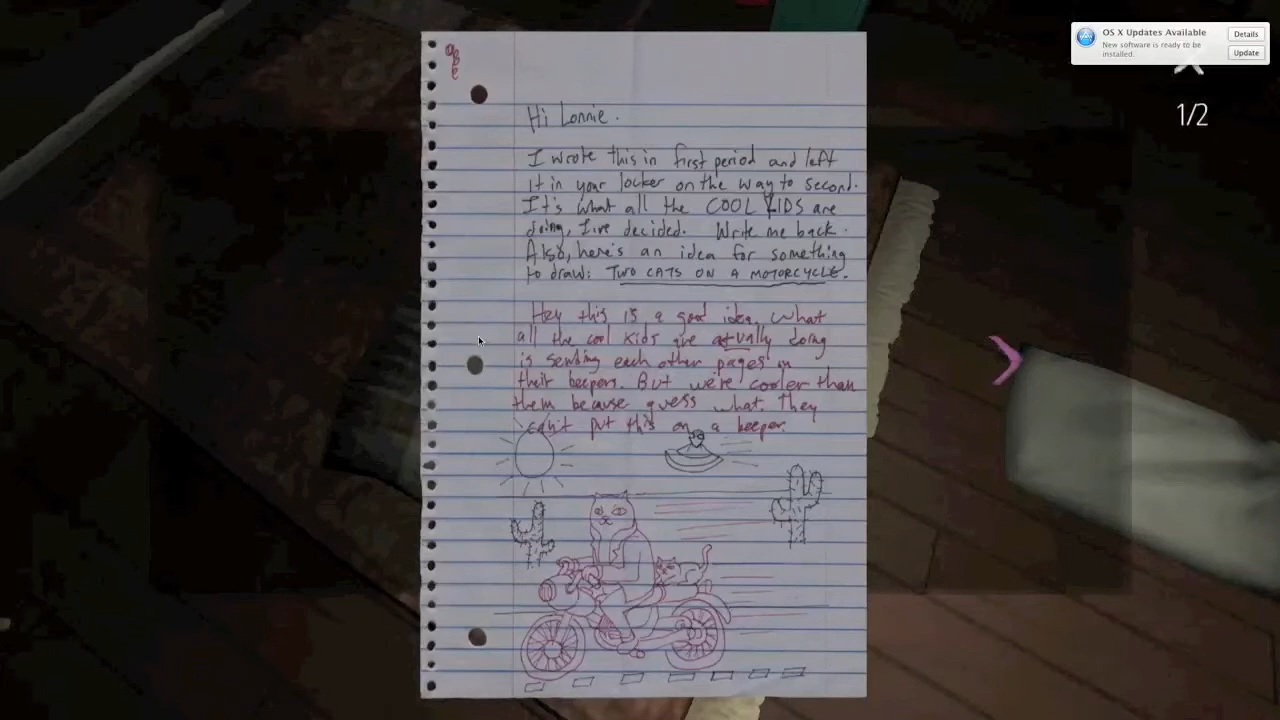 OS X Updates Available
New software is ready to be
installed.
Details
Update
1/2
Hi Lonnie.
I wrote this in first period and left
it in your locker on the way to second.
It's what all the COOL KIDS are
doing, I've decided. Write me back.
Also, here's an idea for something
to draw: TWO CATS ON A MOTORCYCLE.
Hey this is a good idea. What
all the cool kids are actually doing
is sending each other pages on
their beepers. But we're cooler than
them because guess what. They
can't put this on a beeper.